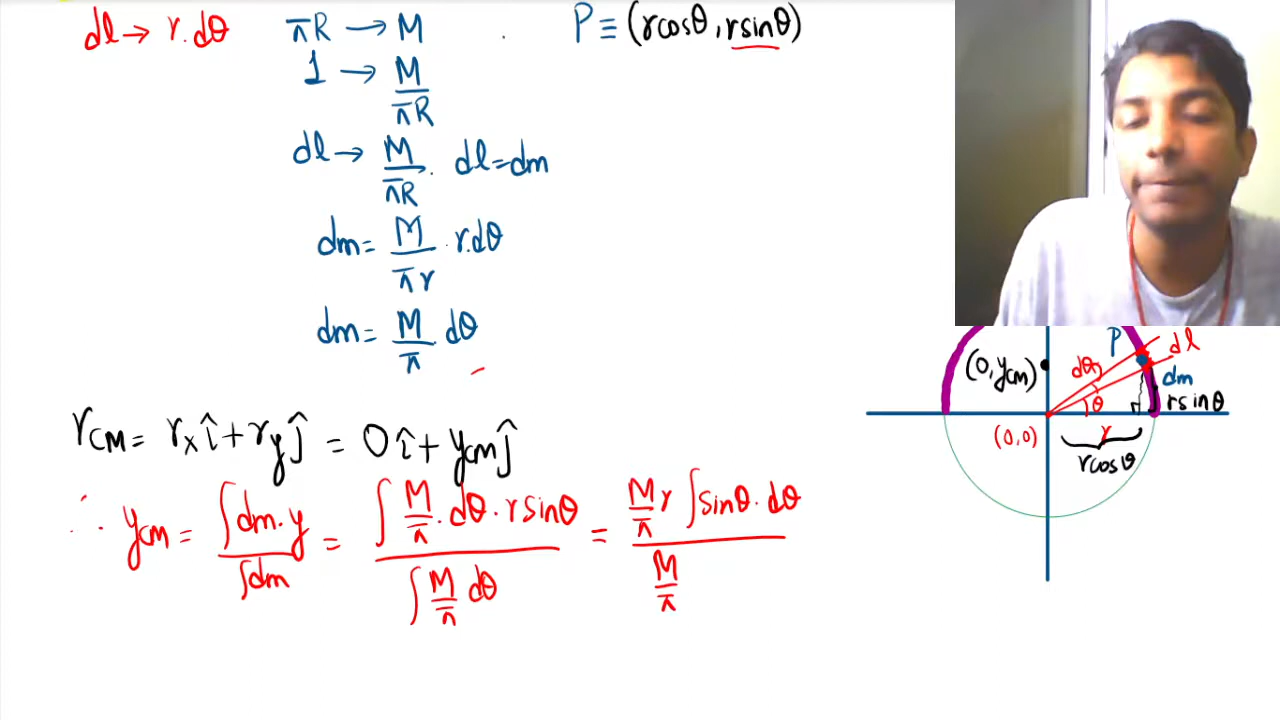 dl → r.dθ πR → M P ≡ (rcosθ, rsinθ)
1 → M/πR
dl → M/πR . dl = dm
dm = M/πr . r.dθ
dm = M/π . dθ
r_CM = r_x î + r_y ĵ = 0 î + y_CM ĵ
∴ y_CM = ∫dm.y / ∫dm = ∫ M/π . dθ . r sinθ / ∫ M/π dθ = M/π r ∫sinθ . dθ / M/π
P
dl
(0, y_CM)
dθ
dm
θ
rsinθ
(0,0)
r
rcosθ